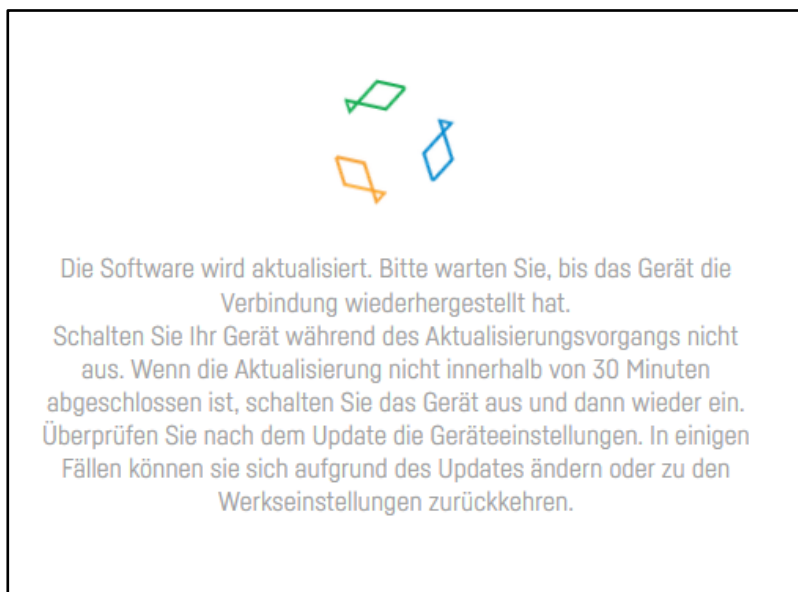 Die Software wird aktualisiert. Bitte warten Sie, bis das Gerät die
Verbindung wiederhergestellt hat.
Schalten Sie Ihr Gerät während des Aktualisierungsvorgangs nicht
aus. Wenn die Aktualisierung nicht innerhalb von 30 Minuten
abgeschlossen ist, schalten Sie das Gerät aus und dann wieder ein.
Überprüfen Sie nach dem Update die Geräteeinstellungen. In einigen
Fällen können sie sich aufgrund des Updates ändern oder zu den
Werkseinstellungen zurückkehren.